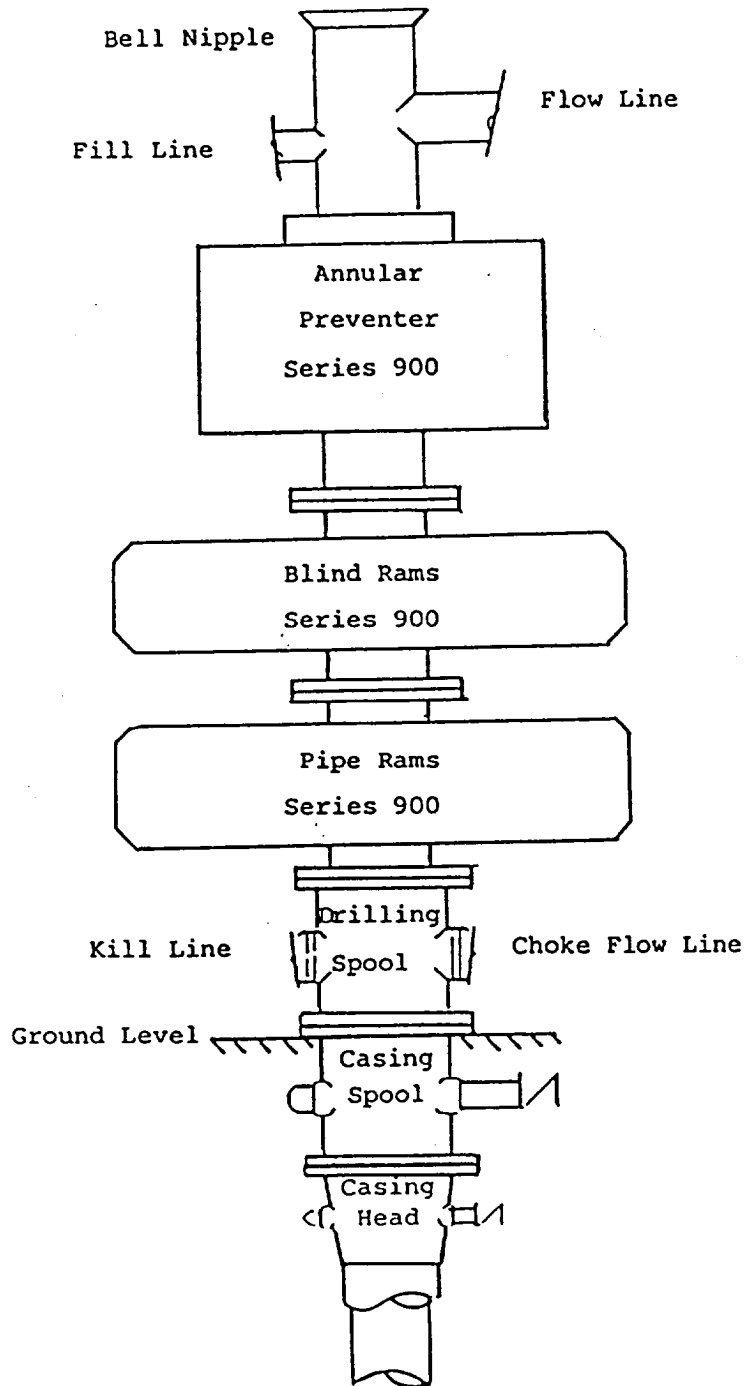 Bell Nipple
Flow Line
Fill Line
Annular
Preventer
Series 900
Blind Rams
Series 900
Pipe Rams
Series 900
Drilling
Kill Line
Spool
Choke Flow Line
Ground Level
Casing
Spool
Casing
Head